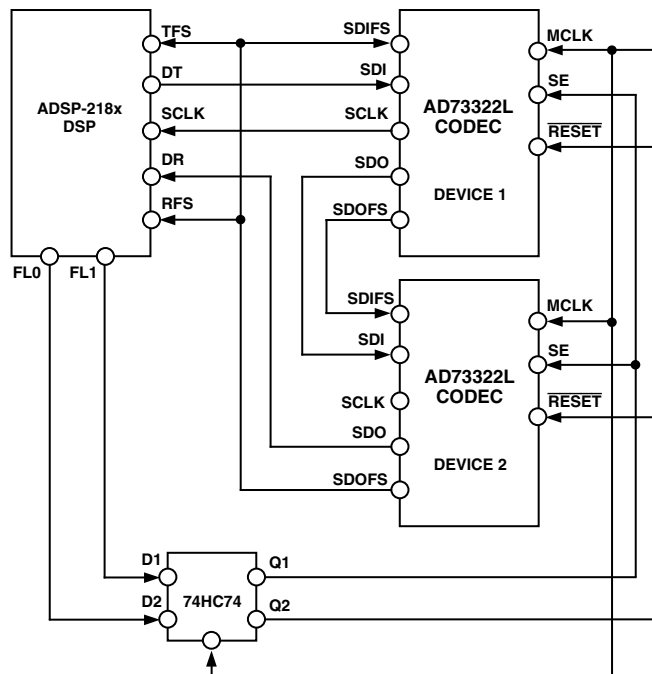 TFS
SDIFS
MCLK
DT
SDI
SE
ADSP-218x
DSP
SCLK
SCLK
AD73322L
CODEC
RESET
DR
SDO
DEVICE 1
RFS
SDOFS
FL0
FL1
SDIFS
MCLK
SDI
SE
AD73322L
CODEC
SCLK
RESET
SDO
DEVICE 2
SDOFS
D1
Q1
D2
74HC74
Q2